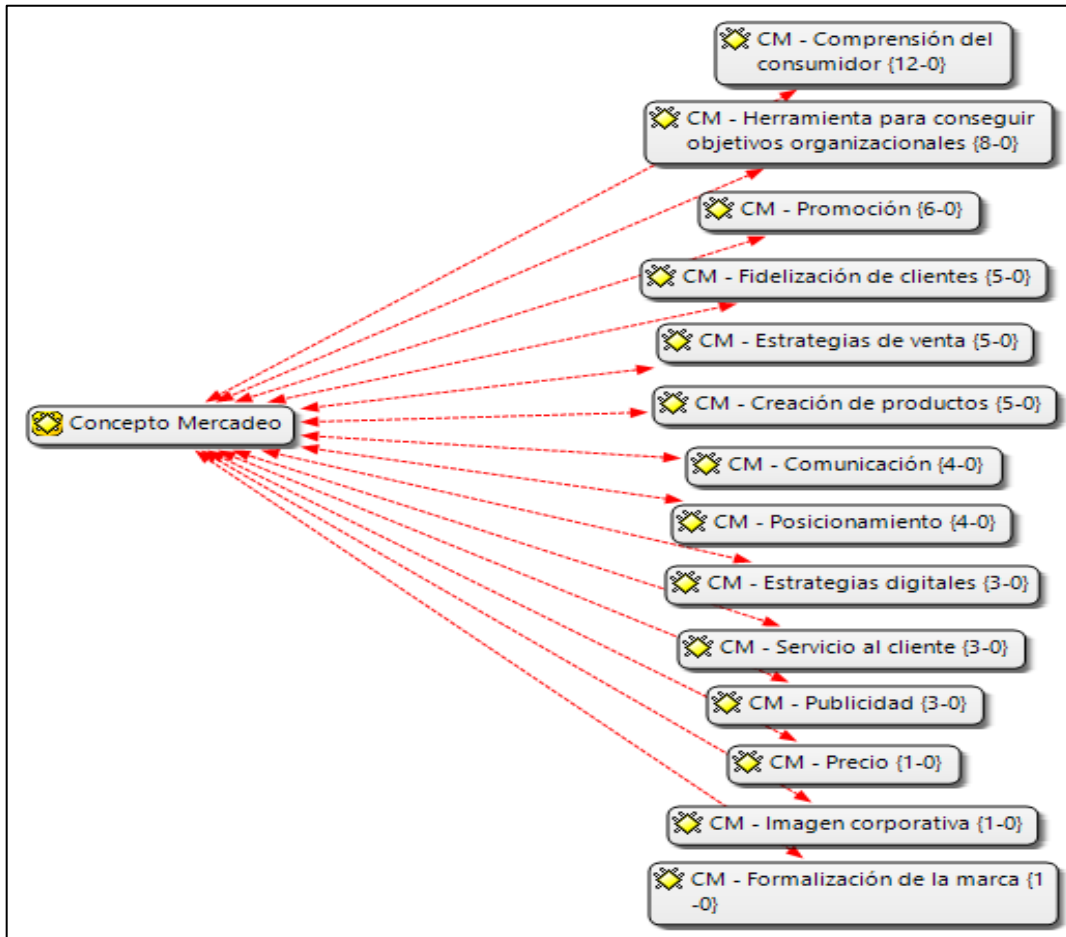 CM - Comprensión del
consumidor {12-0}
CM - Herramienta para conseguir
objetivos organizacionales {8-0}
CM - Promoción {6-0}
CM - Fidelización de clientes {5-0}
CM - Estrategias de venta {5-0}
CM - Creación de productos {5-0}
Concepto Mercadeo
CM - Comunicación {4-0}
CM - Posicionamiento {4-0}
CM - Estrategias digitales {3-0}
CM - Servicio al cliente {3-0}
CM - Publicidad {3-0}
CM - Precio {1-0}
CM - Imagen corporativa {1-0}
CM - Formalización de la marca {1
-0}